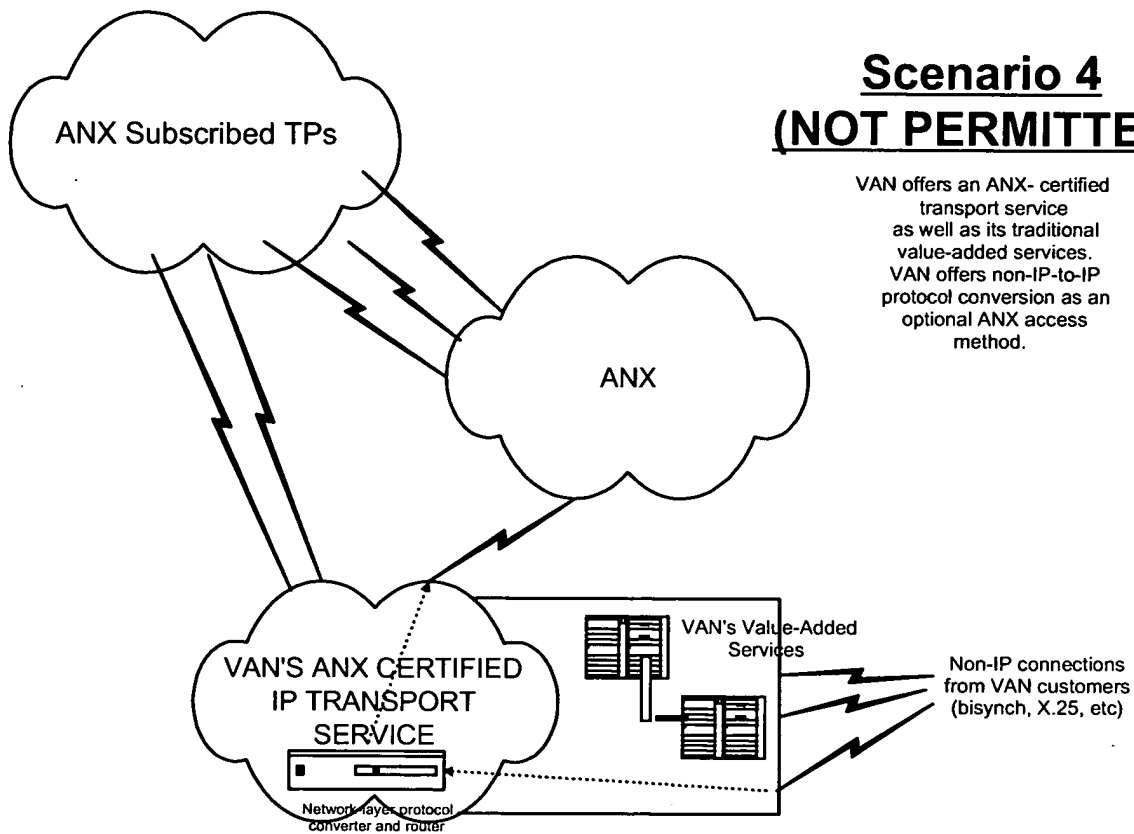 Scenario 4
(NOT PERMITTE
VAN offers an ANX- certified
transport service
as well as its traditional
value-added services.
VAN offers non-IP-to-IP
protocol conversion as an
optional ANX access
method.
ANX Subscribed TPs
ANX
VAN'S ANX CERTIFIED
IP TRANSPORT
SERVICE
Network-layer protocol
converter and router
VAN's Value-Added
Services
Non-IP connections
from VAN customers
(bisynch, X.25, etc)